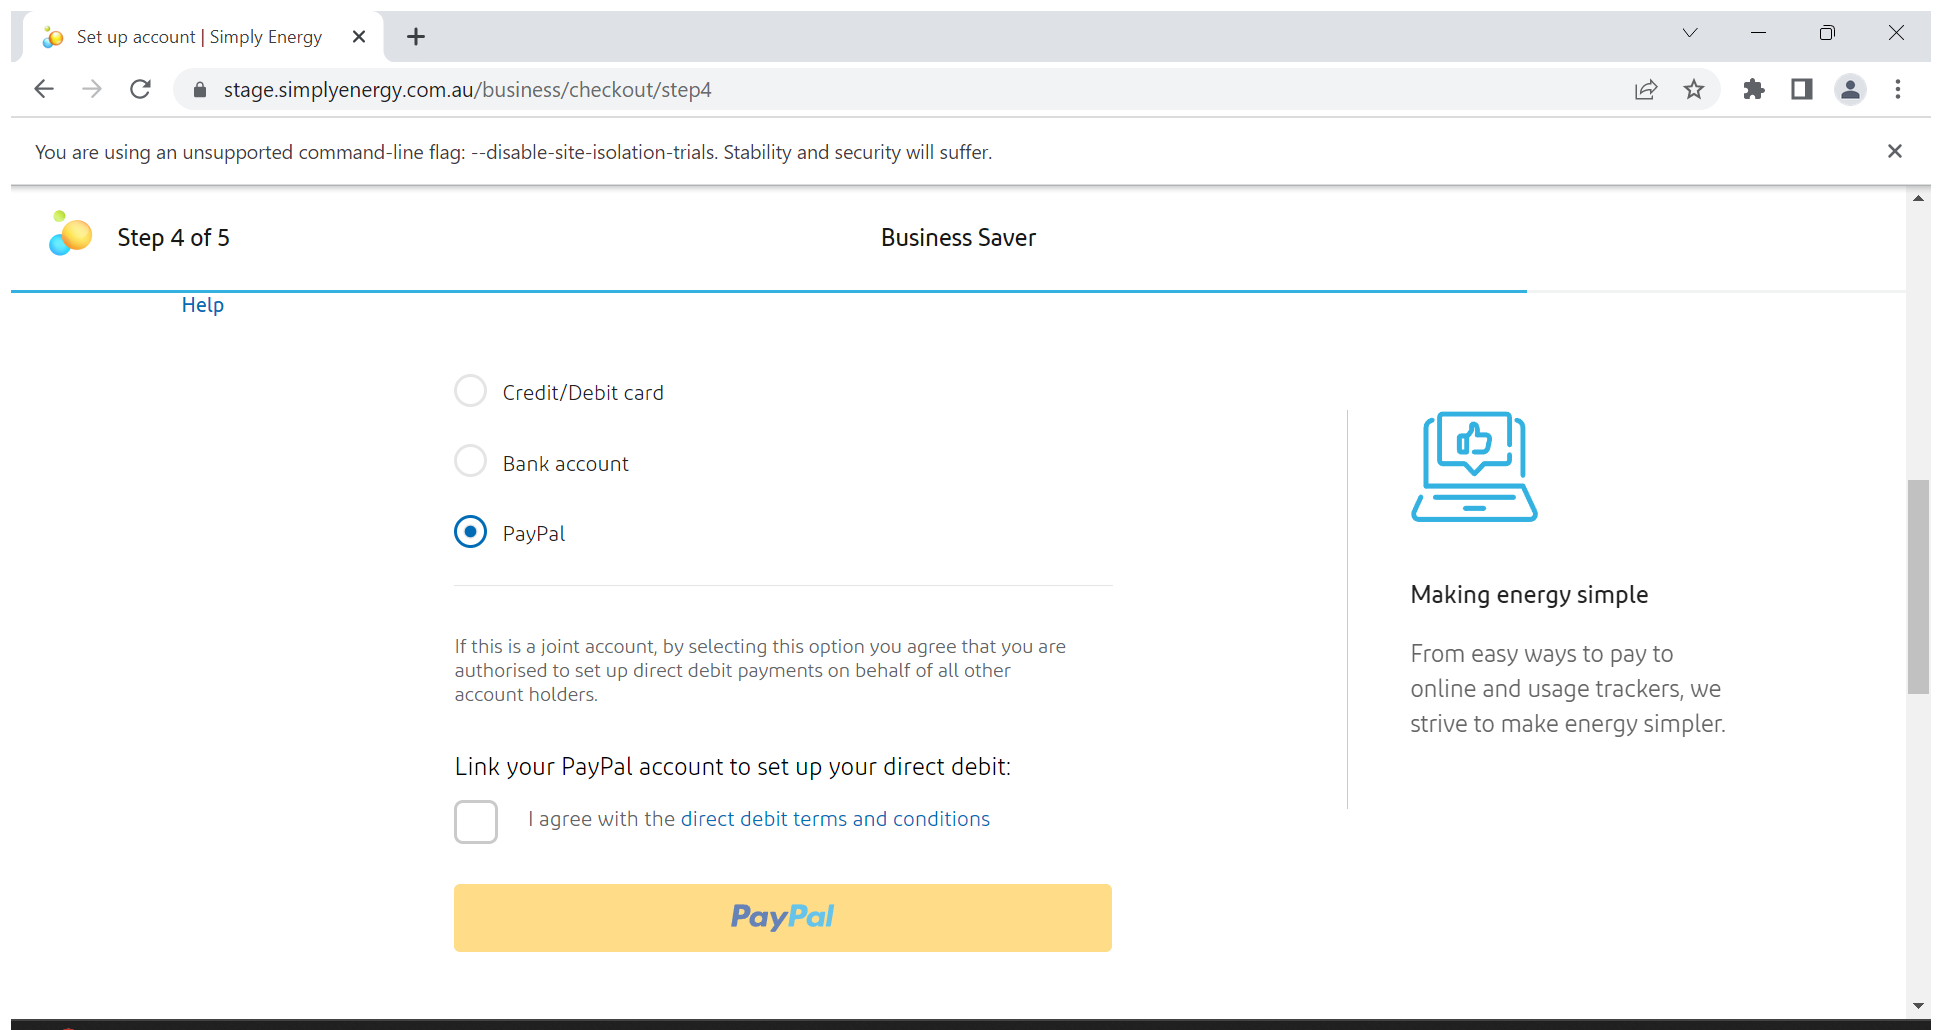 Set up account | Simply Energy
stage.simplyenergy.com.au/business/checkout/step4
You are using an unsupported command-line flag: --disable-site-isolation-trials. Stability and security will suffer.
Step 4 of 5
Business Saver
Help
Credit/Debit card
Bank account
PayPal
If this is a joint account, by selecting this option you agree that you are
authorised to set up direct debit payments on behalf of all other
account holders.
Link your PayPal account to set up your direct debit:
I agree with the direct debit terms and conditions
PayPal
Making energy simple
From easy ways to pay to
online and usage trackers, we
strive to make energy simpler.